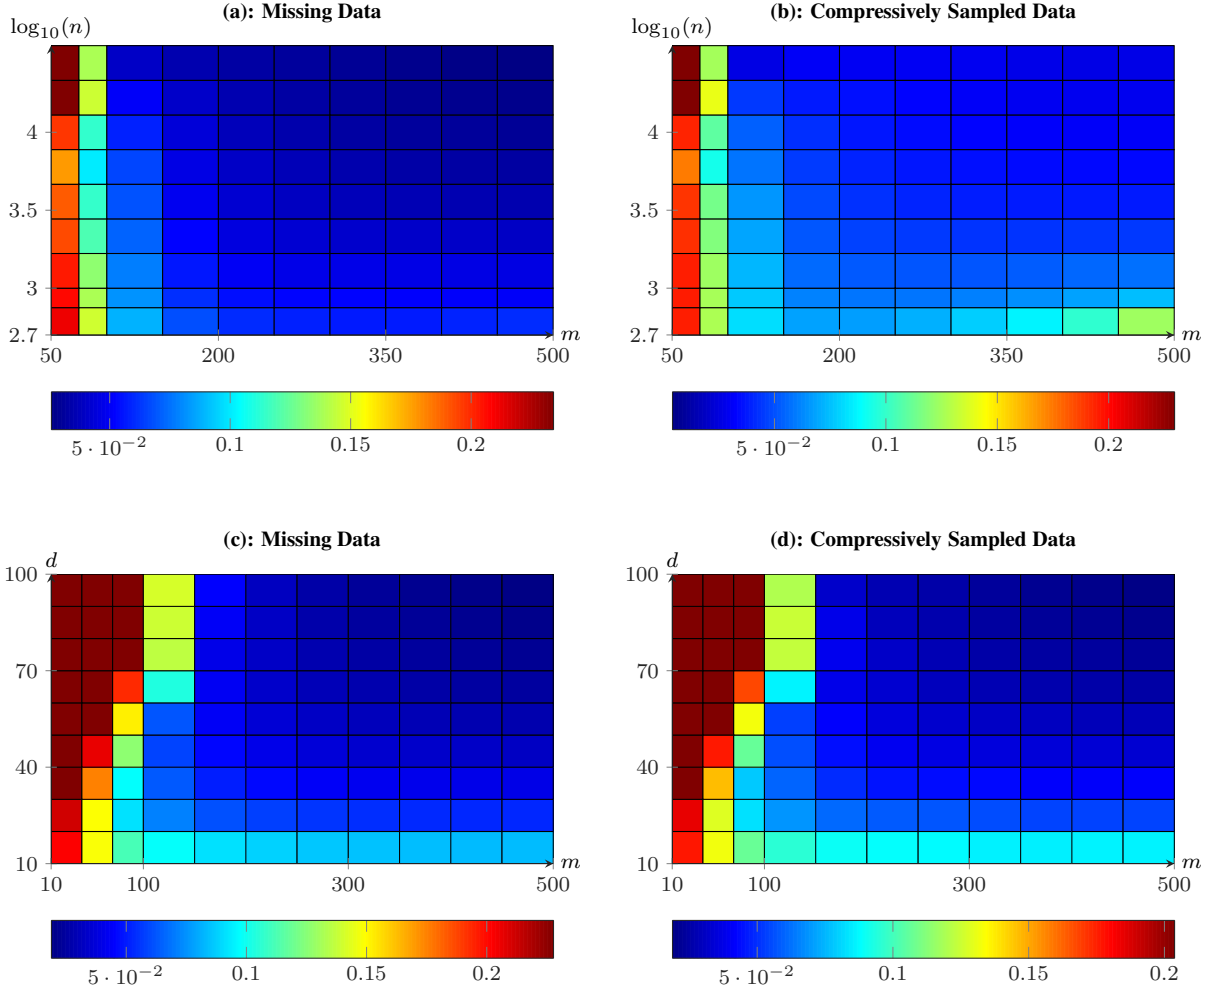 (a): Missing Data
log₁₀(n)
4
3.5
3
2.7
m
50 200 350 500
5 · 10⁻² 0.1 0.15 0.2
(b): Compressively Sampled Data
log₁₀(n)
4
3.5
3
2.7
m
50 200 350 500
5 · 10⁻² 0.1 0.15 0.2
(c): Missing Data
d
100
70
40
10
m
10 100 300 500
5 · 10⁻² 0.1 0.15 0.2
(d): Compressively Sampled Data
d
100
70
40
10
m
10 100 300 500
5 · 10⁻² 0.1 0.15 0.2